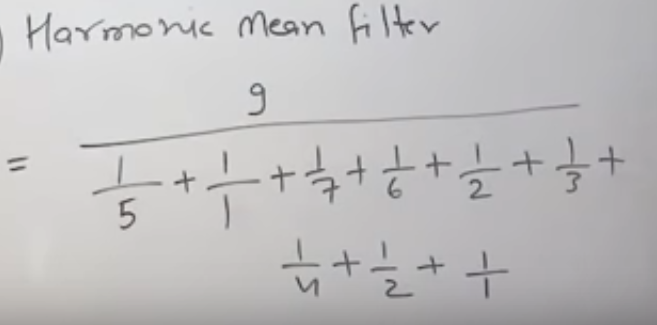 ) Harmonic Mean filter
= 9 / (1/5 + 1/1 + 1/7 + 1/6 + 1/2 + 1/3 +
1/4 + 1/2 + 1/1)